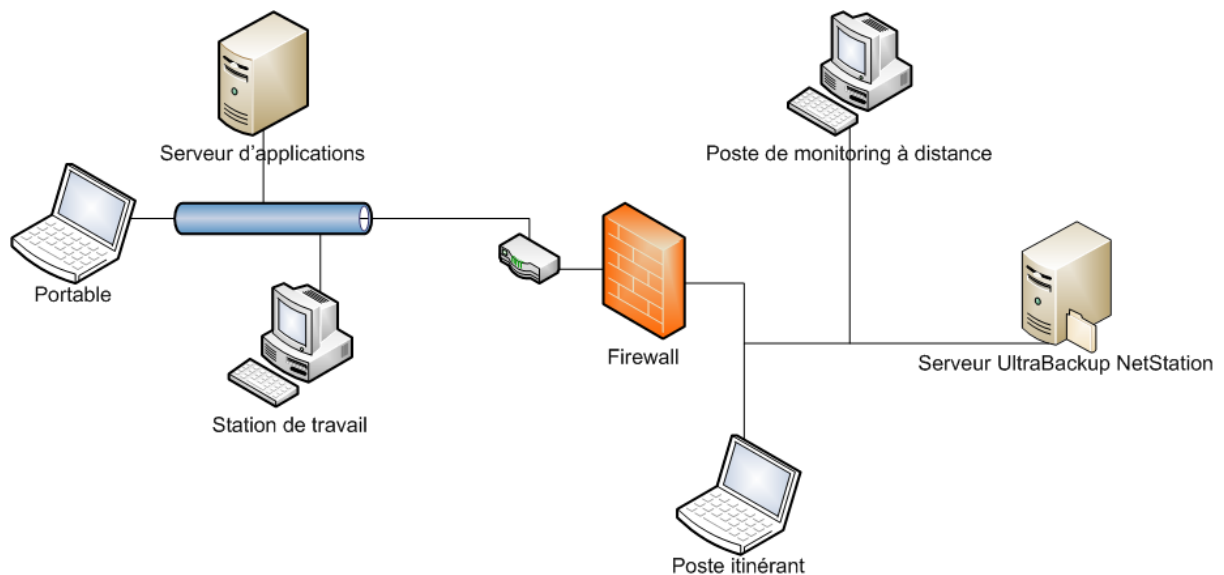 Serveur d'applications
Poste de monitoring à distance
Portable
Firewall
Serveur UltraBackup NetStation
Station de travail
Poste itinérant